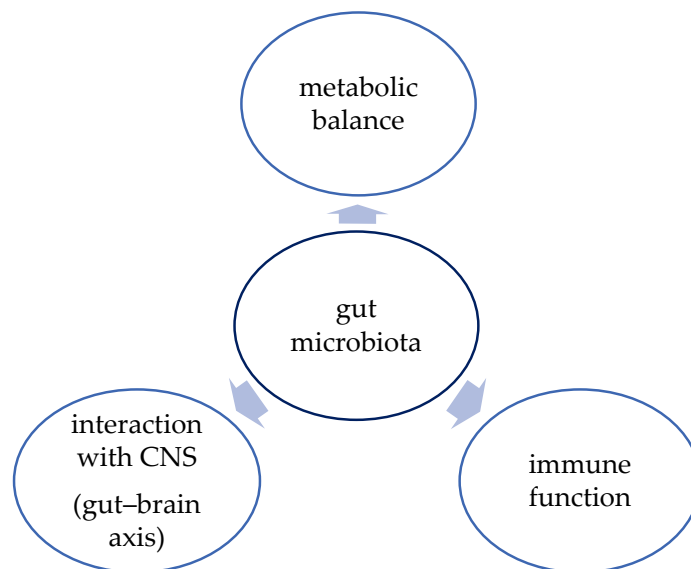 metabolic
balance
gut
microbiota
interaction
with CNS
(gut–brain
axis)
immune
function